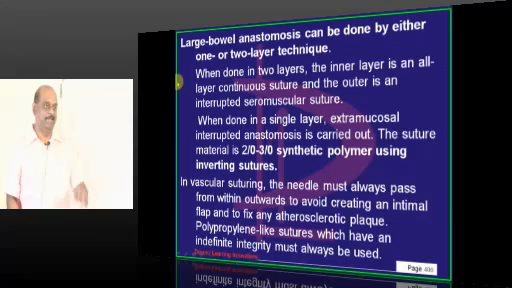 Large-bowel anastomosis can be done by either
one- or two-layer technique.
When done in two layers, the inner layer is an all-
layer continuous suture and the outer is an
interrupted seromuscular suture.
When done in a single layer, extramucosal
interrupted anastomosis is carried out. The suture
material is 2/0-3/0 synthetic polymer using
inverting sutures.
In vascular suturing, the needle must always pass
from within outwards to avoid creating an intimal
flap and to fix any atherosclerotic plaque.
Polypropylene-like sutures which have an
indefinite integrity must always be used.
Page 400